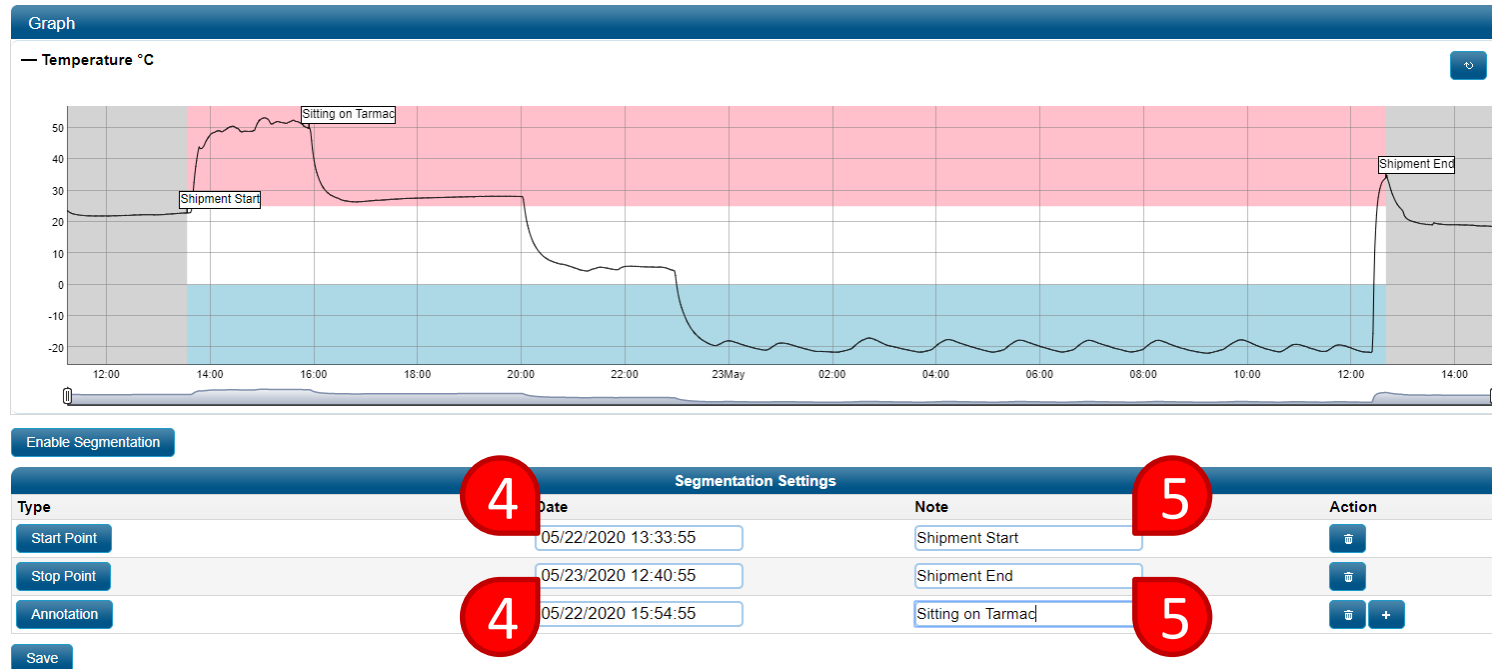 Graph
— Temperature °C
Sitting on Tarmac
50
40
Shipment End
30
Shipment Start
20
10
0
-10
-20
12:00 14:00 16:00 18:00 20:00 22:00 23May 02:00 04:00 06:00 08:00 10:00 12:00 14:00
Enable Segmentation
Segmentation Settings
Type Date Note Action
4 5
Start Point 05/22/2020 13:33:55 Shipment Start
Stop Point 05/23/2020 12:40:55 Shipment End
Annotation 05/22/2020 15:54:55 Sitting on Tarmac +
4 5
Save